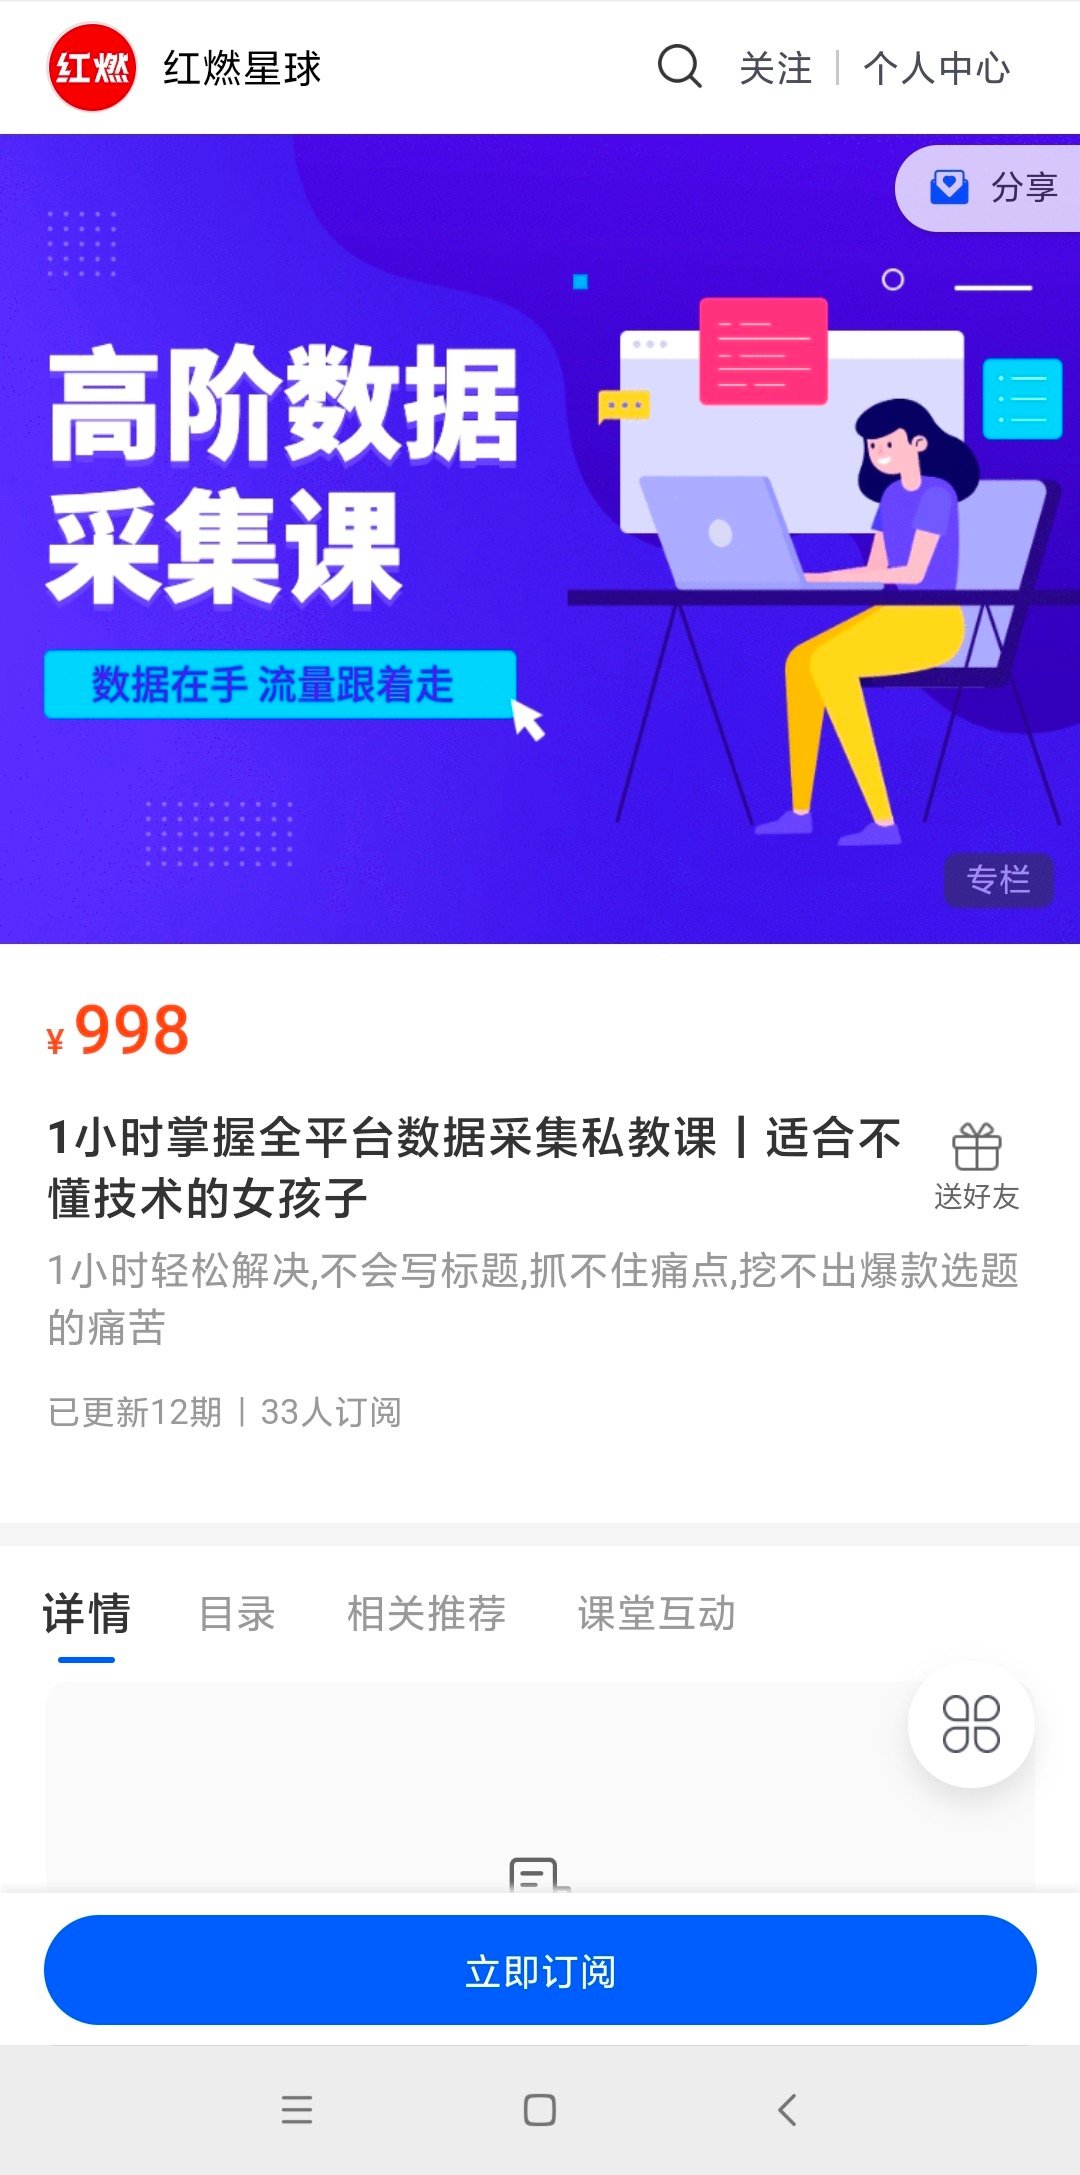 红燃 红燃星球 关注 | 个人中心
分享
高阶数据
采集课
数据在手 流量跟着走
专栏
¥998
1小时掌握全平台数据采集私教课丨适合不
懂技术的女孩子
送好友
1小时轻松解决,不会写标题,抓不住痛点,挖不出爆款选题
的痛苦
已更新12期丨33人订阅
详情 目录 相关推荐 课堂互动
立即订阅